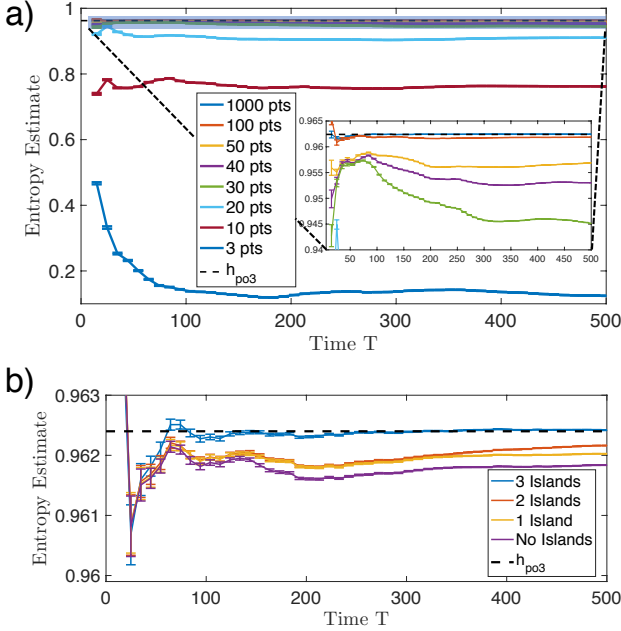 a)
1
0.8
0.6
0.4
0.2
Entropy Estimate
0 100 200 300 400 500
Time T
1000 pts
100 pts
50 pts
40 pts
30 pts
20 pts
10 pts
3 pts
h_po3
0.965
0.96
0.955
0.95
0.945
0.94
50 100 150 200 250 300 350 400 450 500
b)
0.963
0.962
0.961
0.96
Entropy Estimate
0 100 200 300 400 500
Time T
3 Islands
2 Islands
1 Island
No Islands
h_po3